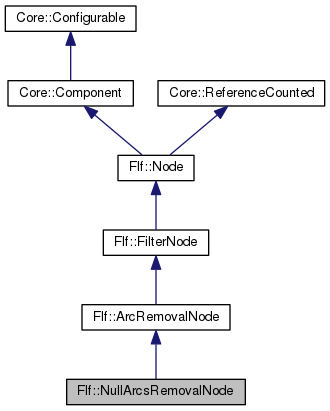 Core::Configurable
Core::Component
Core::ReferenceCounted
Flf::Node
Flf::FilterNode
Flf::ArcRemovalNode
Flf::NullArcsRemovalNode